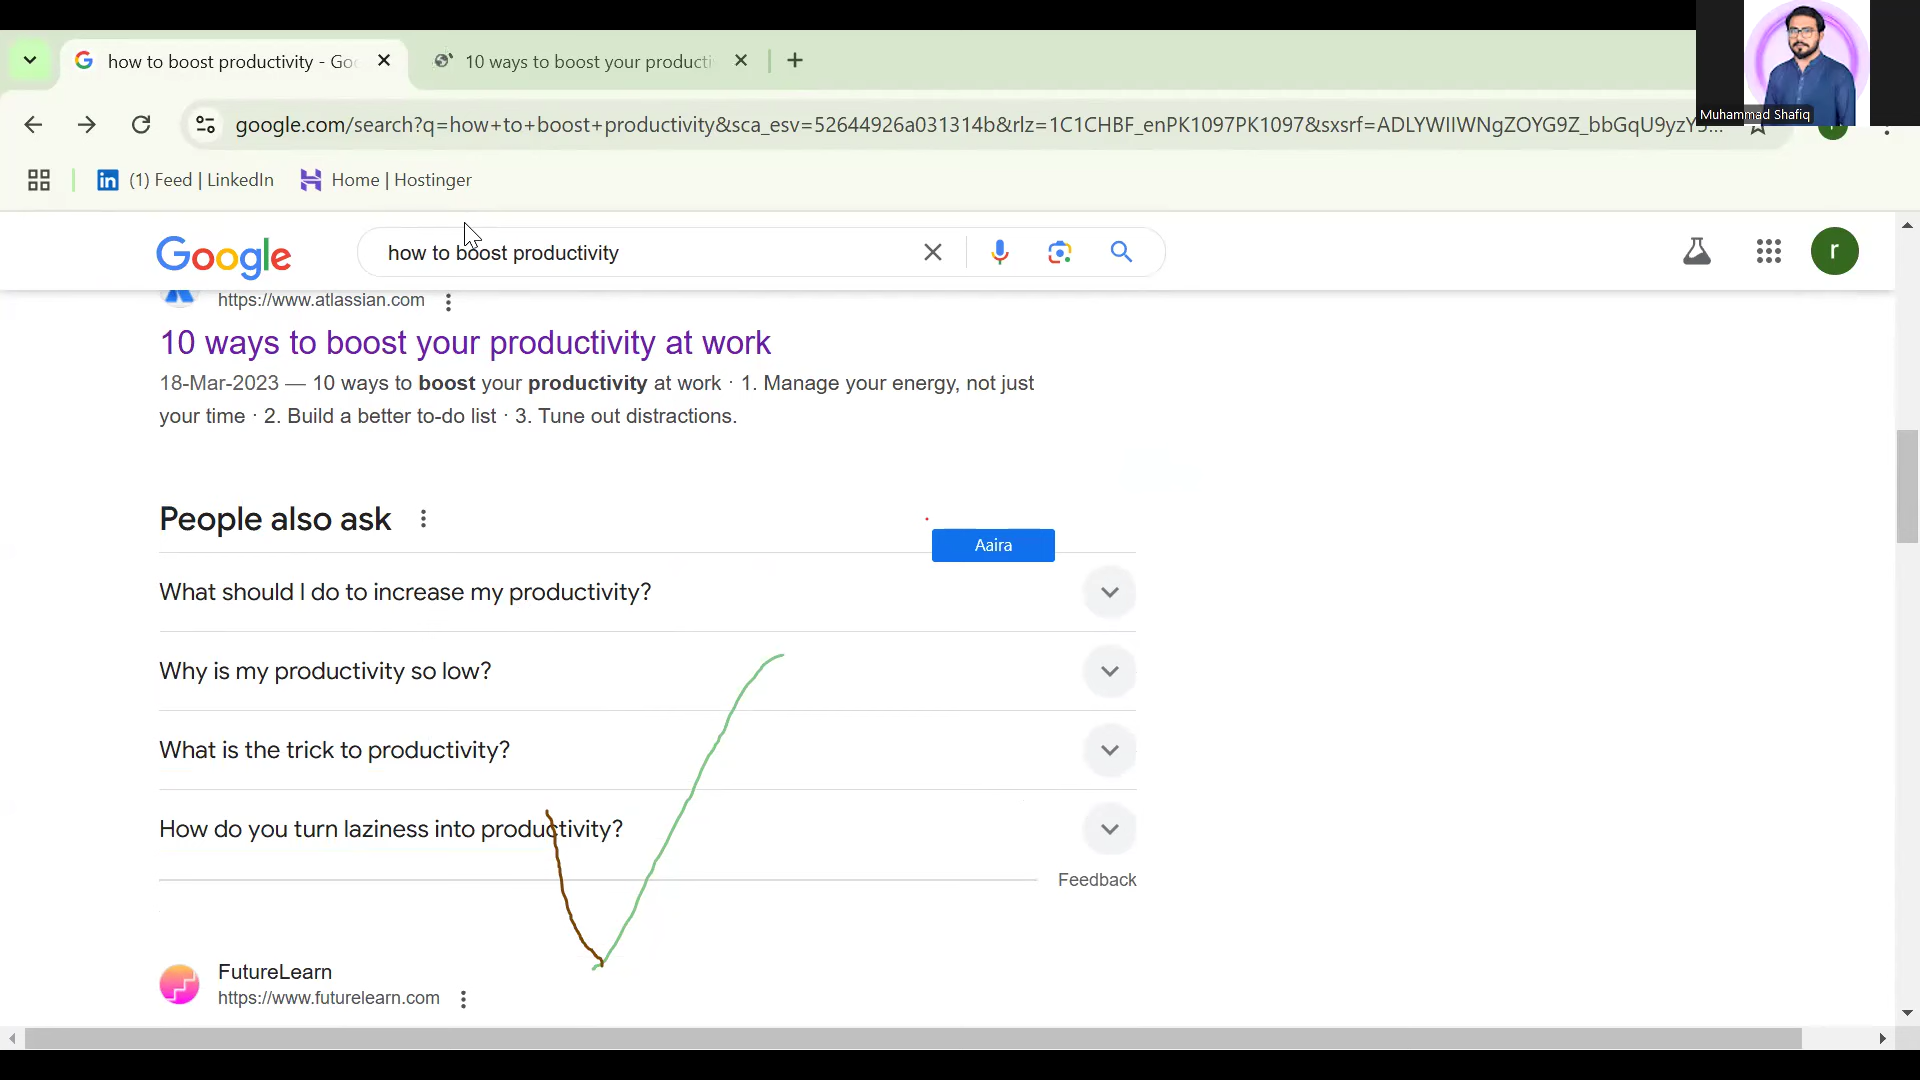 how to boost productivity - Goo
10 ways to boost your producti
google.com/search?q=how+to+boost+productivity&sca_esv=52644926a031314b&rlz=1C1CHBF_enPK1097PK1097&sxsrf=ADLYWIIWNgZOYG9Z_bbGqU9yzY5...
Muhammad Shafiq
(1) Feed | LinkedIn
Home | Hostinger
Google
how to boost productivity
r
https://www.atlassian.com
10 ways to boost your productivity at work
18-Mar-2023 — 10 ways to boost your productivity at work · 1. Manage your energy, not just
your time · 2. Build a better to-do list · 3. Tune out distractions.
People also ask
Aaira
What should I do to increase my productivity?
Why is my productivity so low?
What is the trick to productivity?
How do you turn laziness into productivity?
Feedback
FutureLearn
https://www.futurelearn.com